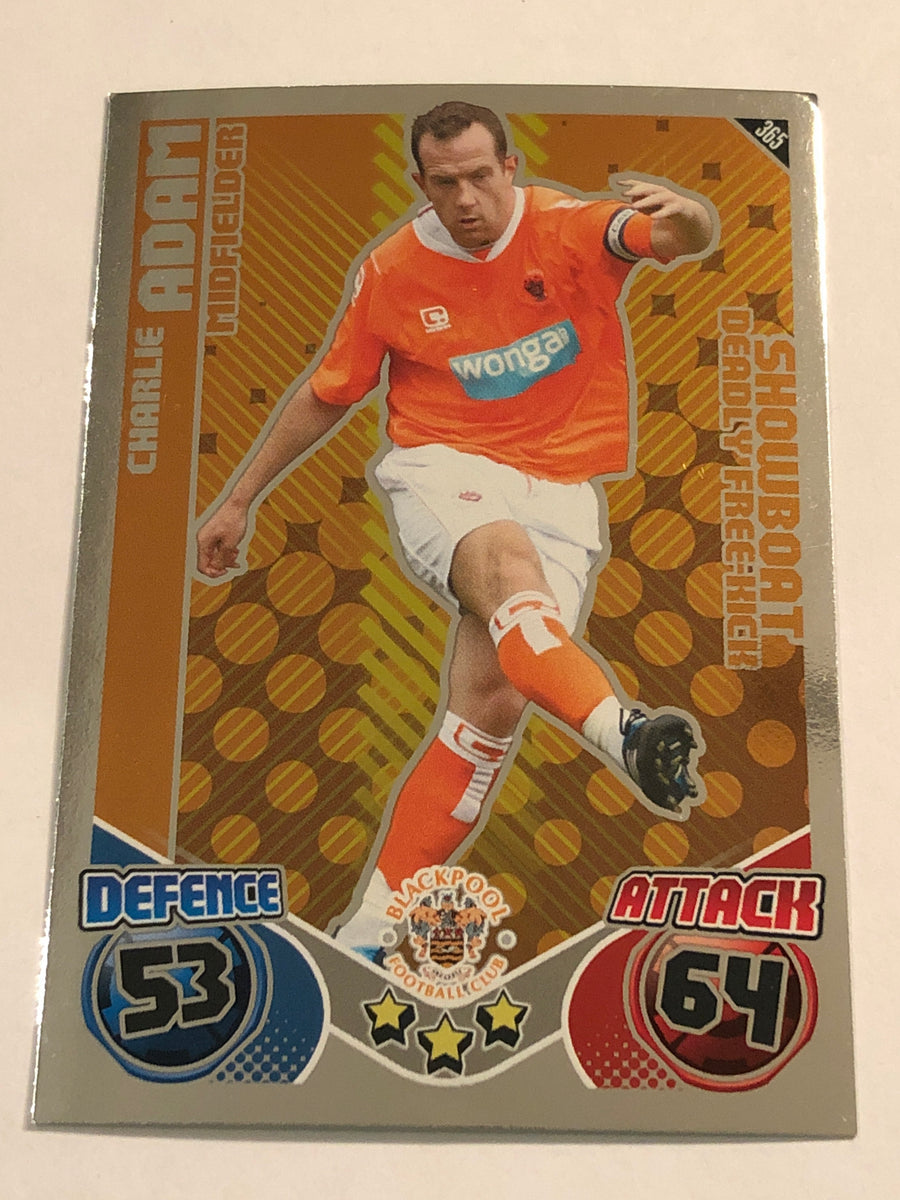 365
CHARLIE ADAM
MIDFIELDER
SHOWBOAT
DEADLY FREE-KICK
wonga
DEFENCE
53
BLACKPOOL
FOOTBALL CLUB
ATTACK
64